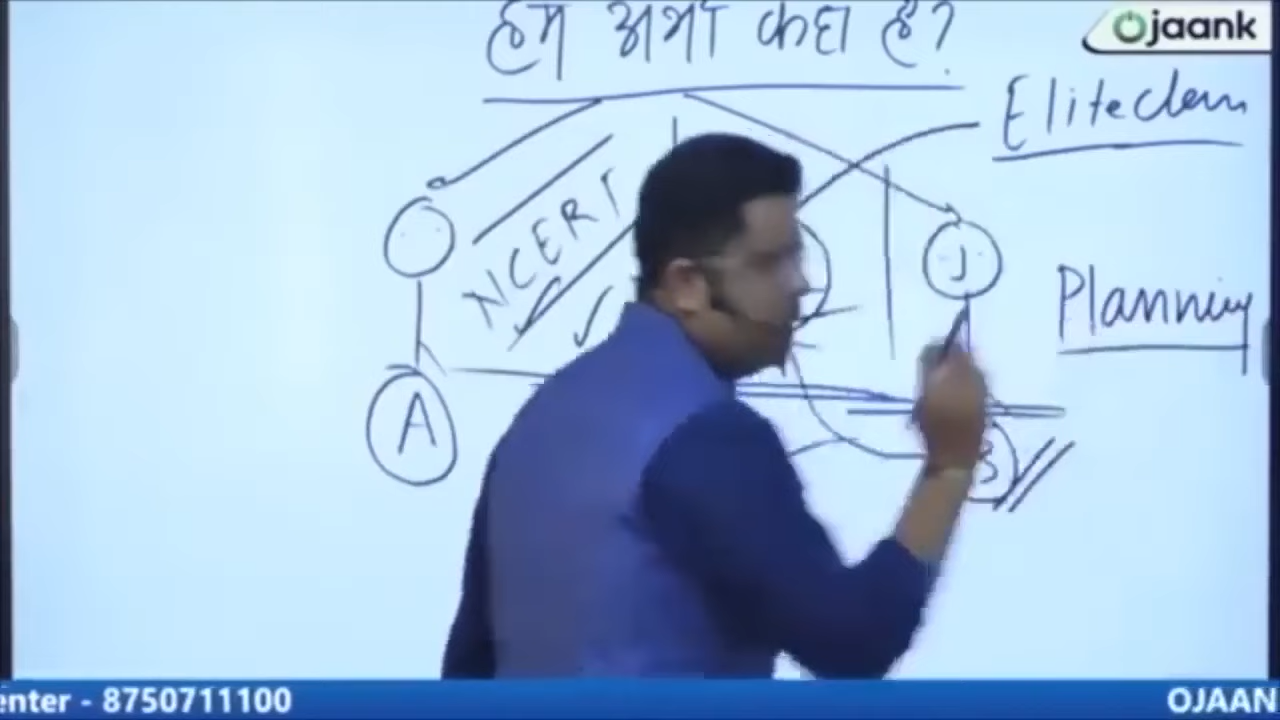 हम अभी कहाँ है?
Ojaank
Elite class
NCERT
J
Planning
A
B
enter - 8750711100
OJAAN